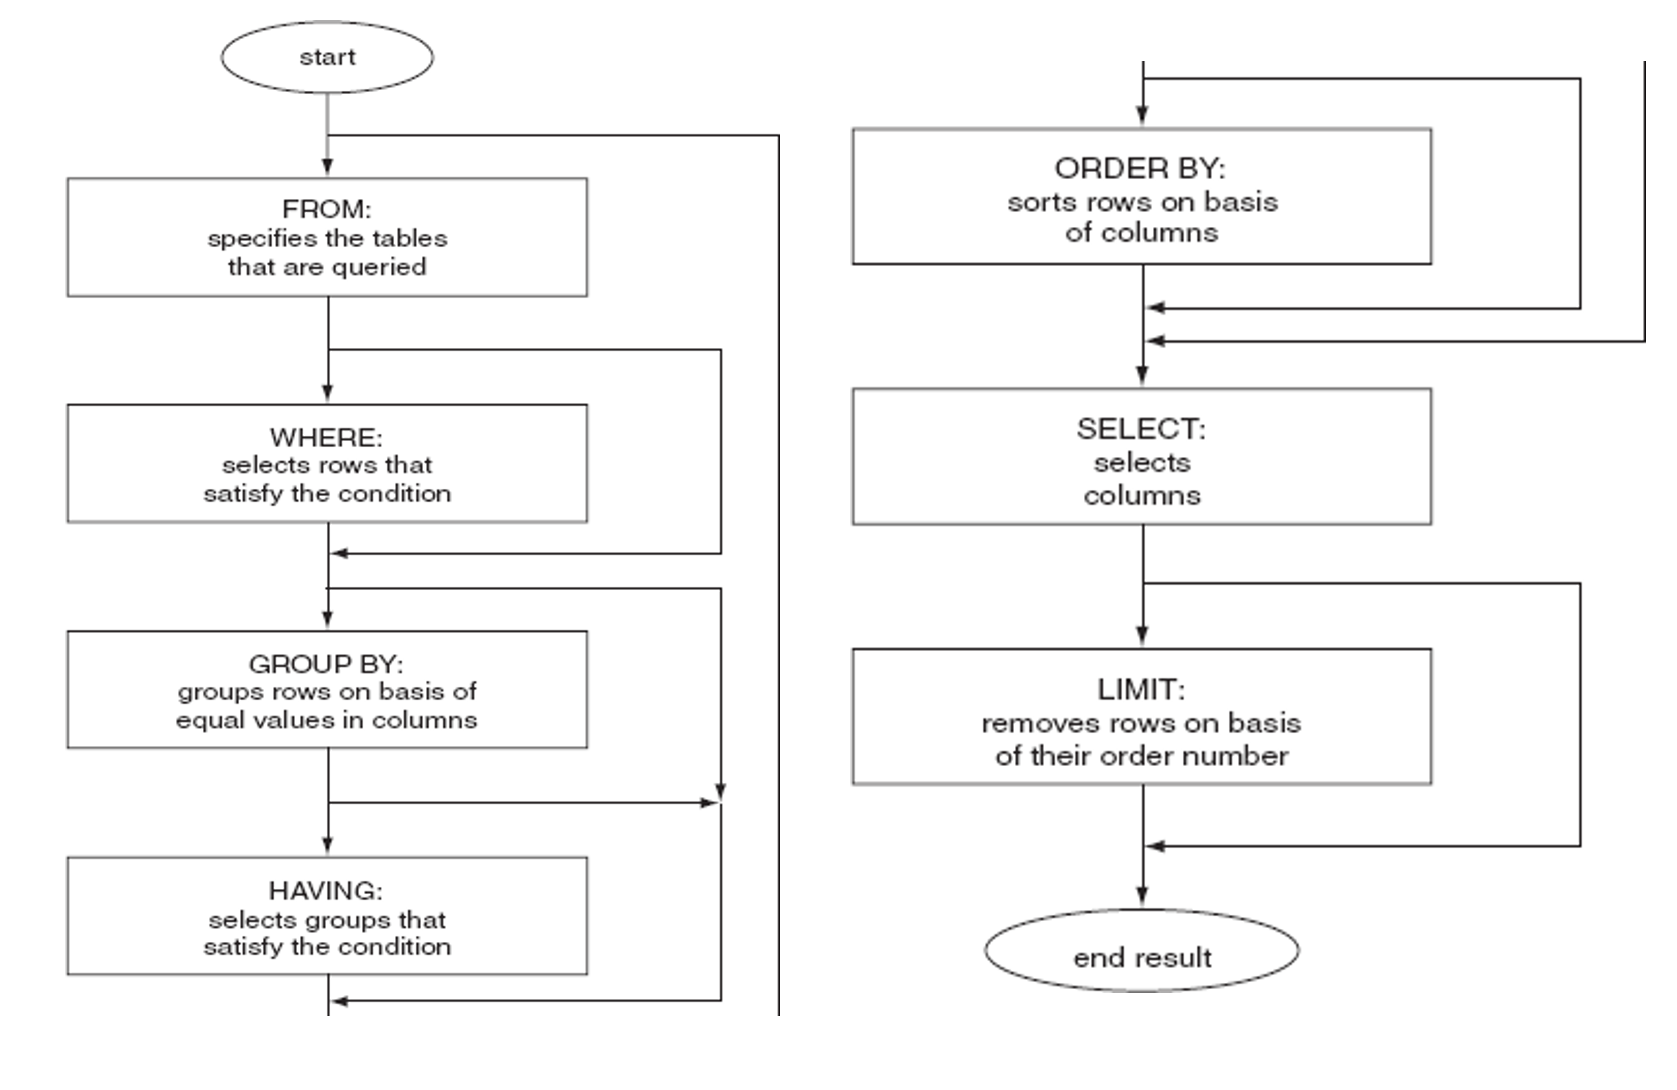 start
FROM:
specifies the tables
that are queried
WHERE:
selects rows that
satisfy the condition
GROUP BY:
groups rows on basis of
equal values in columns
HAVING:
selects groups that
satisfy the condition
ORDER BY:
sorts rows on basis
of columns
SELECT:
selects
columns
LIMIT:
removes rows on basis
of their order number
end result